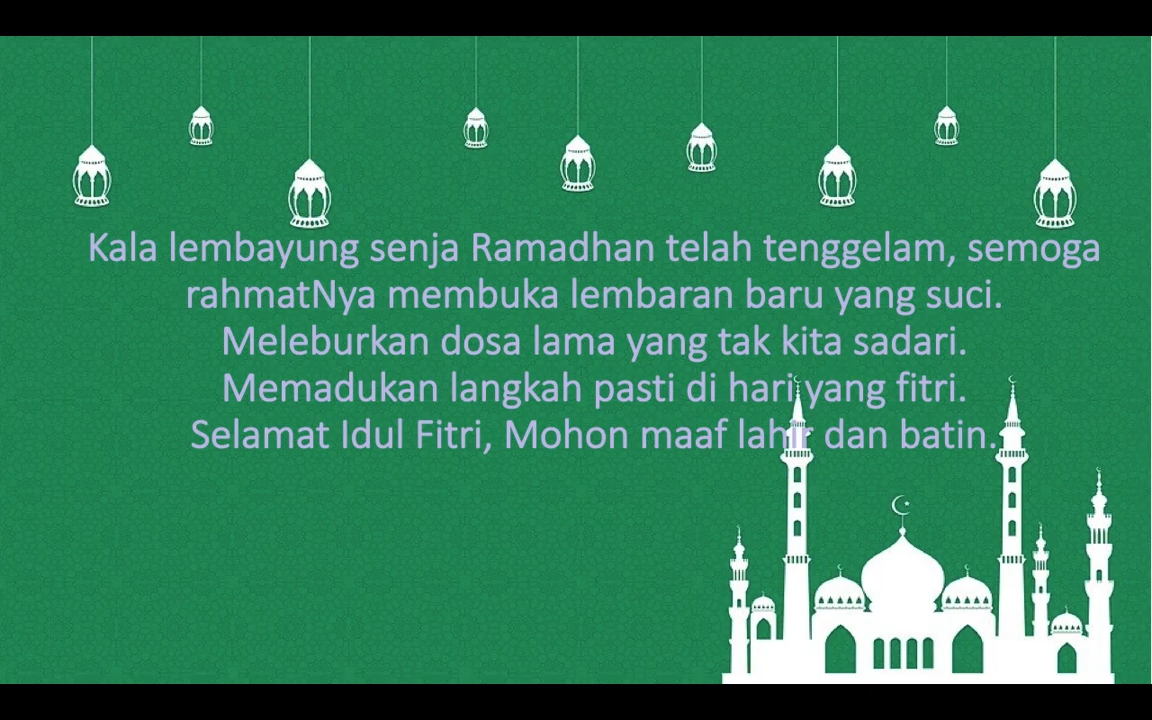 Kala lembayung senja Ramadhan telah tenggelam, semoga
rahmatNya membuka lembaran baru yang suci.
Meleburkan dosa lama yang tak kita sadari.
Memadukan langkah pasti di hari yang fitri.
Selamat Idul Fitri, Mohon maaf lahir dan batin.